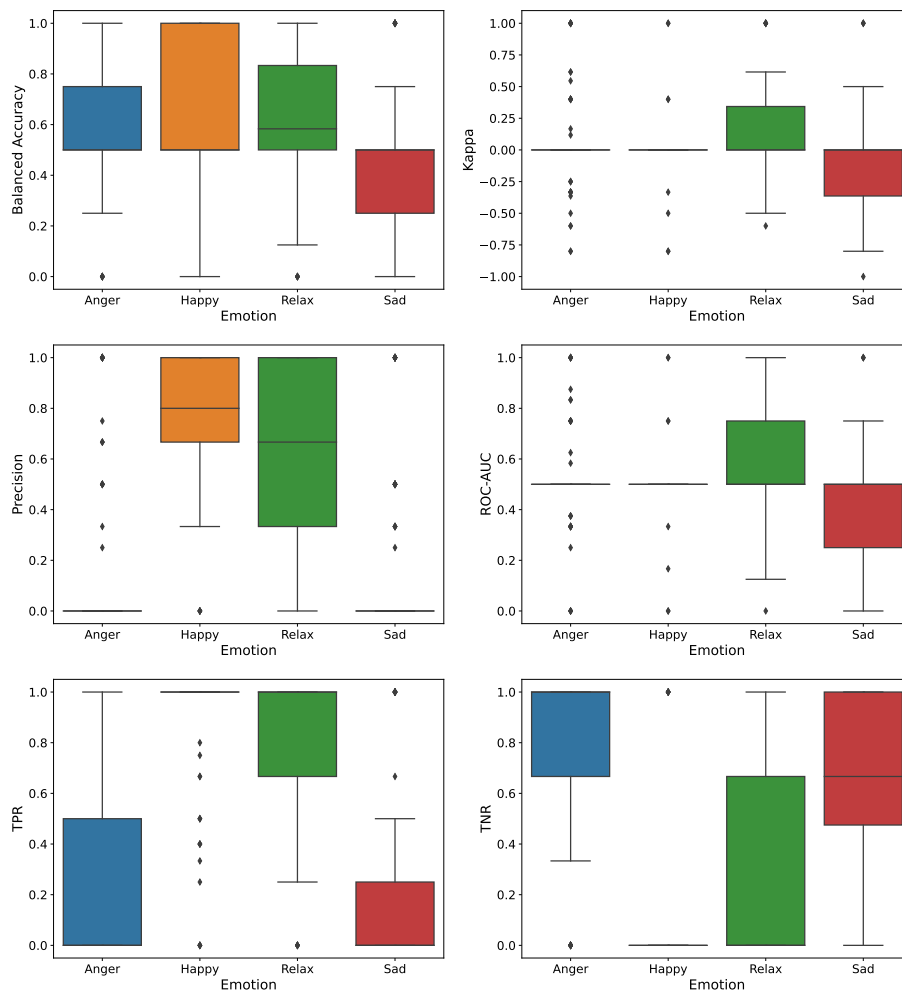 Balanced Accuracy
1.0
0.8
0.6
0.4
0.2
0.0
Anger Happy Relax Sad
Emotion
Kappa
1.00
0.75
0.50
0.25
0.00
−0.25
−0.50
−0.75
−1.00
Anger Happy Relax Sad
Emotion
Precision
1.0
0.8
0.6
0.4
0.2
0.0
Anger Happy Relax Sad
Emotion
ROC-AUC
1.0
0.8
0.6
0.4
0.2
0.0
Anger Happy Relax Sad
Emotion
TPR
1.0
0.8
0.6
0.4
0.2
0.0
Anger Happy Relax Sad
Emotion
TNR
1.0
0.8
0.6
0.4
0.2
0.0
Anger Happy Relax Sad
Emotion